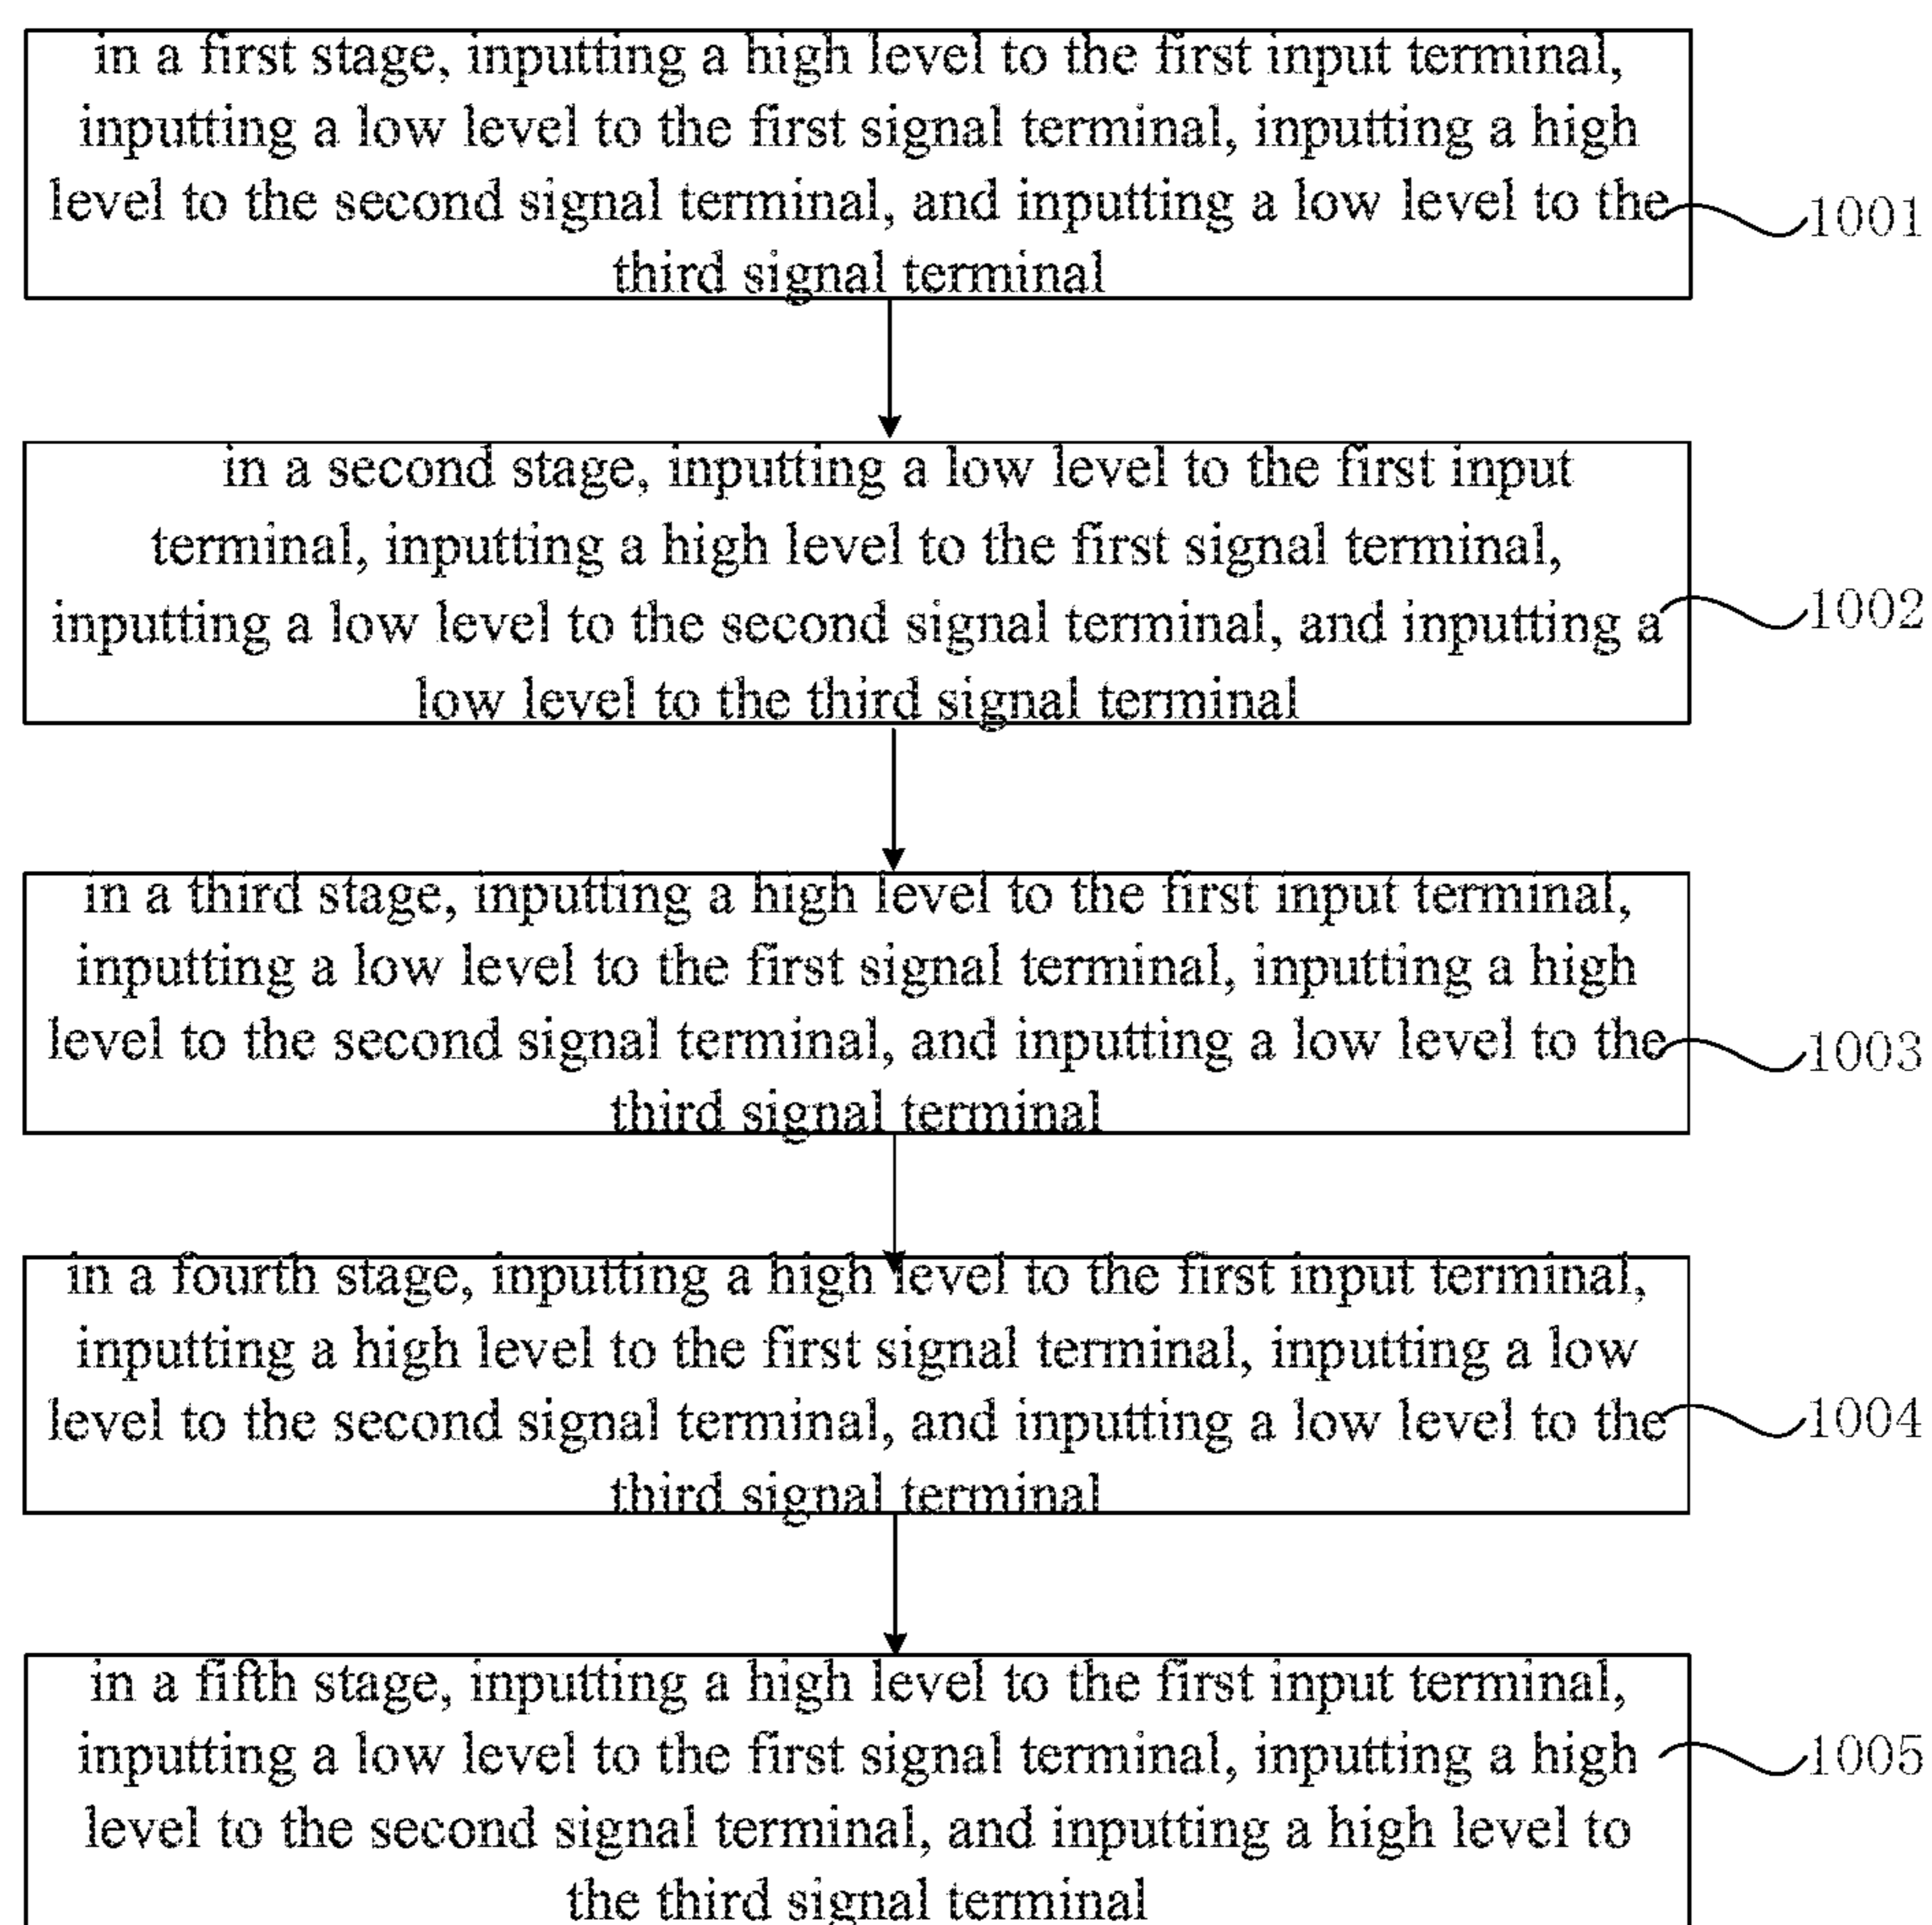 in a first stage, inputting a high level to the first input terminal,
inputting a low level to the first signal terminal, inputting a high
level to the second signal terminal, and inputting a low level to the
third signal terminal
1001
in a second stage, inputting a low level to the first input
terminal, inputting a high level to the first signal terminal,
inputting a low level to the second signal terminal, and inputting a
low level to the third signal terminal
1002
in a third stage, inputting a high level to the first input terminal,
inputting a low level to the first signal terminal, inputting a high
level to the second signal terminal, and inputting a low level to the
third signal terminal
1003
in a fourth stage, inputting a high level to the first input terminal,
inputting a high level to the first signal terminal, inputting a low
level to the second signal terminal, and inputting a low level to the
third signal terminal
1004
in a fifth stage, inputting a high level to the first input terminal,
inputting a low level to the first signal terminal, inputting a high
level to the second signal terminal, and inputting a high level to
the third signal terminal
1005